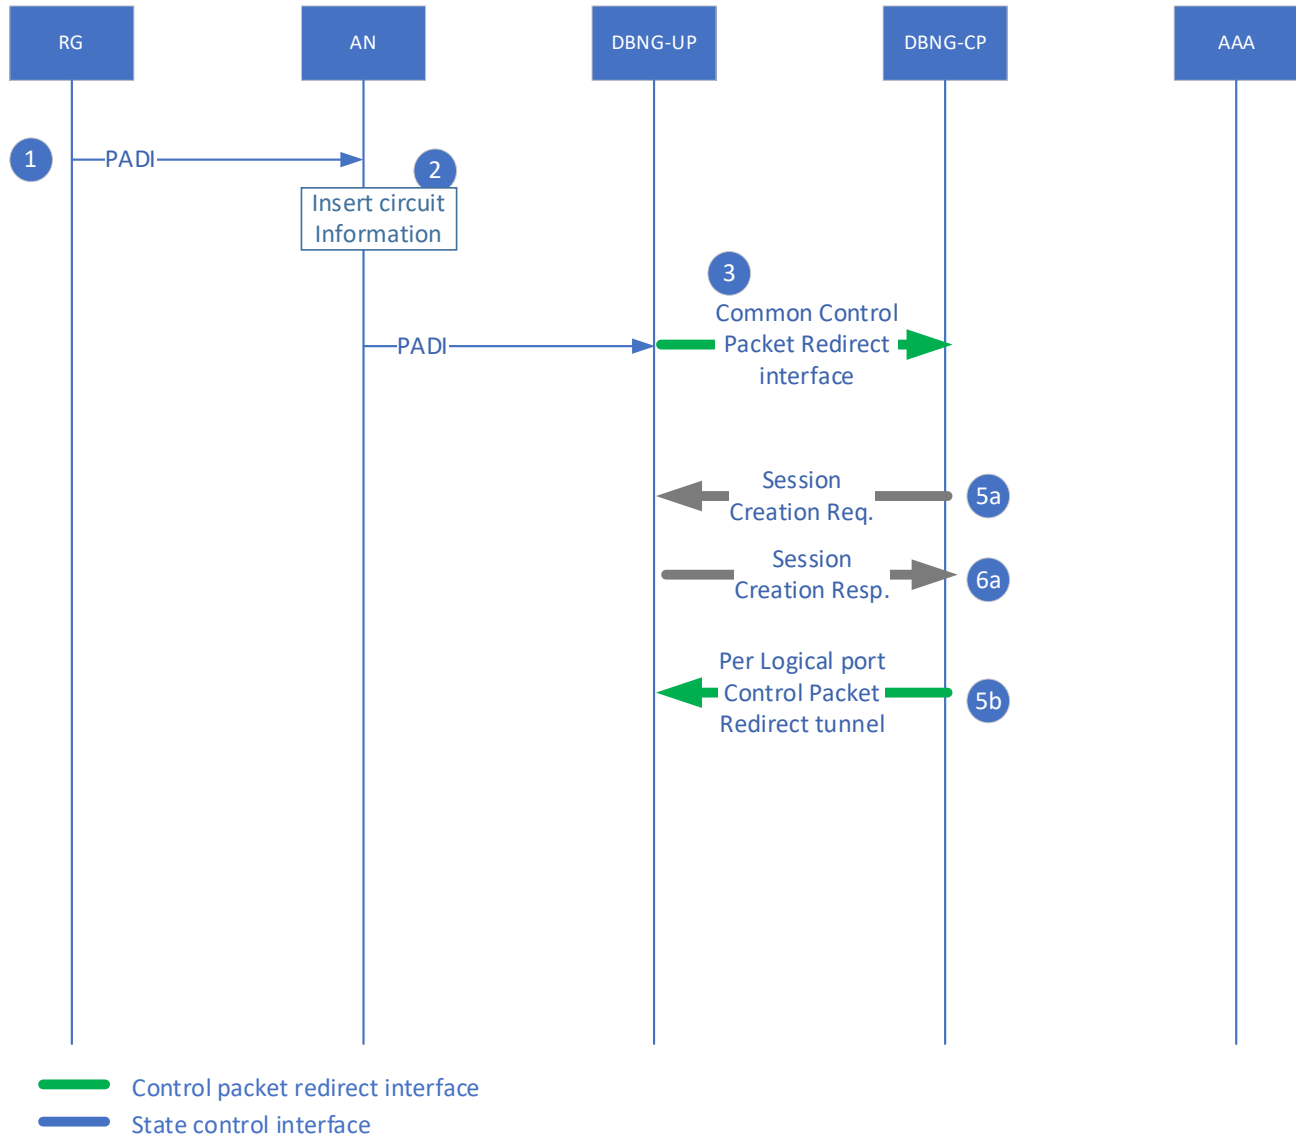 RG
AN
DBNG-UP
DBNG-CP
AAA
1
PADI
2
Insert circuit
Information
3
Common Control
Packet Redirect
interface
PADI
Session
Creation Req.
5a
Session
Creation Resp.
6a
Per Logical port
Control Packet
Redirect tunnel
5b
Control packet redirect interface
State control interface